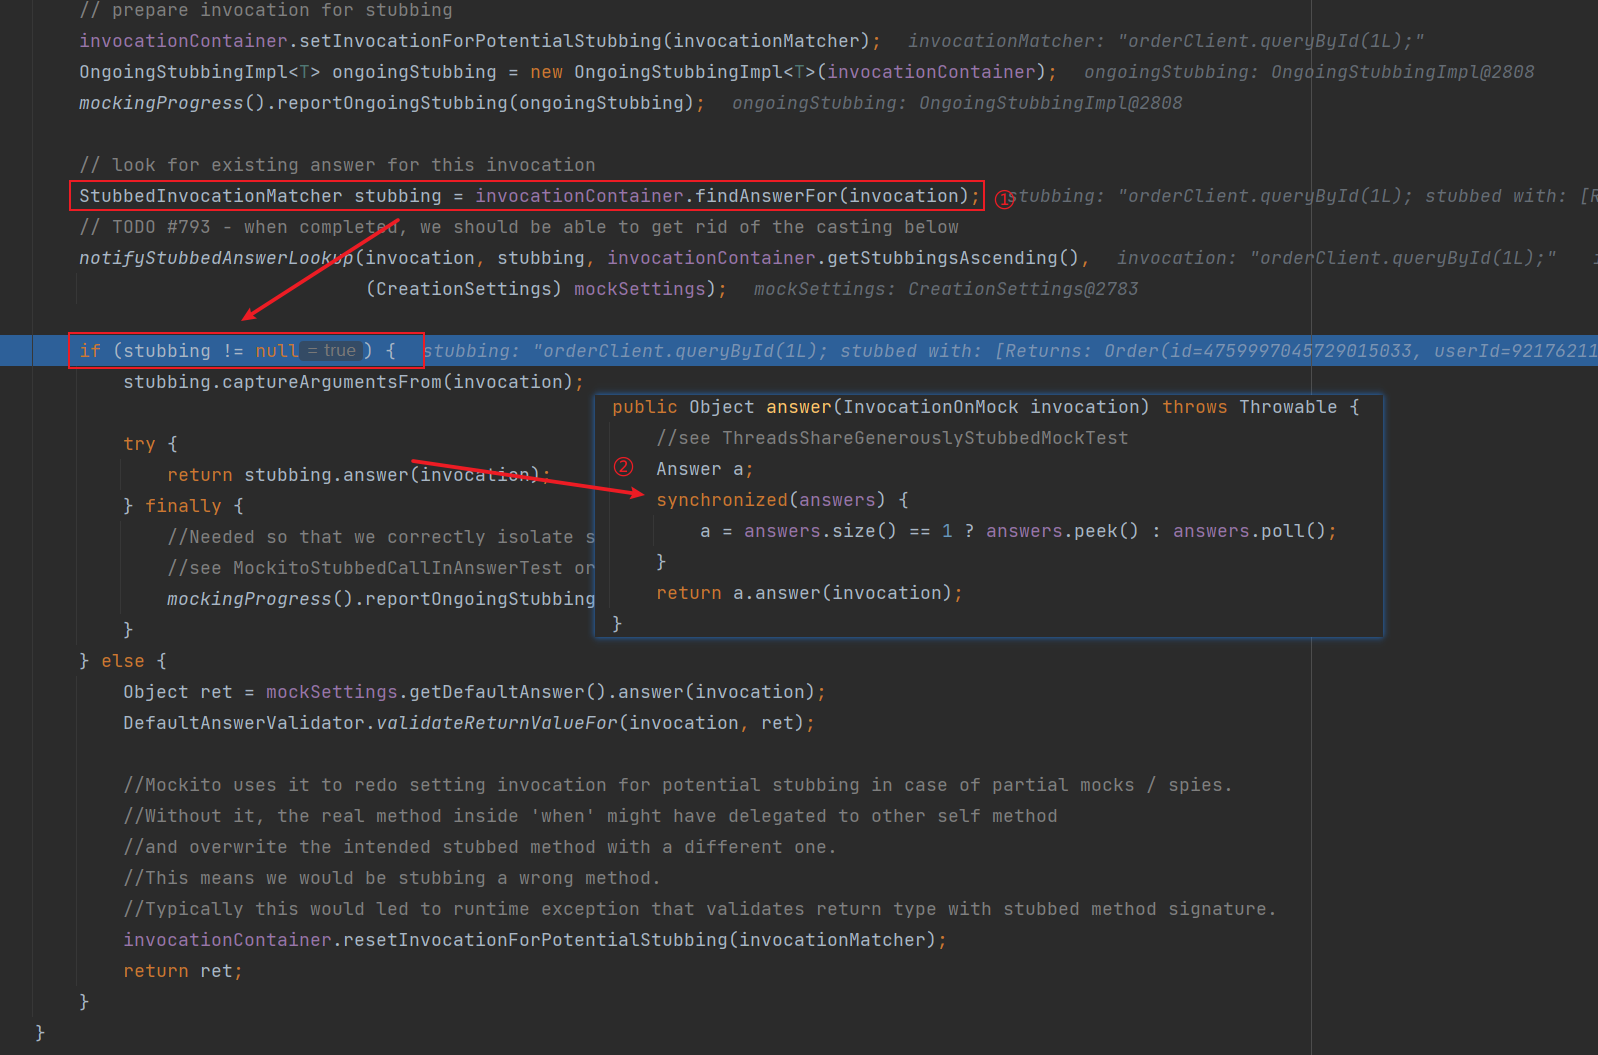 // prepare invocation for stubbing
invocationContainer.setInvocationForPotentialStubbing(invocationMatcher);   invocationMatcher: "orderClient.queryById(1L);"
OngoingStubbingImpl<T> ongoingStubbing = new OngoingStubbingImpl<T>(invocationContainer);   ongoingStubbing: OngoingStubbingImpl@2808
mockingProgress().reportOngoingStubbing(ongoingStubbing);   ongoingStubbing: OngoingStubbingImpl@2808
// look for existing answer for this invocation
StubbedInvocationMatcher stubbing = invocationContainer.findAnswerFor(invocation); ① stubbing: "orderClient.queryById(1L); stubbed with: [R
// TODO #793 - when completed, we should be able to get rid of the casting below
notifyStubbedAnswerLookup(invocation, stubbing, invocationContainer.getStubbingsAscending(),   invocation: "orderClient.queryById(1L);"
(CreationSettings) mockSettings);   mockSettings: CreationSettings@2783
if (stubbing != null = true ) {   stubbing: "orderClient.queryById(1L); stubbed with: [Returns: Order(id=4759997045729015033, userId=92176211
stubbing.captureArgumentsFrom(invocation);
try {
return stubbing.answer(invocation);
} finally {
//Needed so that we correctly isolate s
//see MockitoStubbedCallInAnswerTest or
mockingProgress().reportOngoingStubbing
}
public Object answer(InvocationOnMock invocation) throws Throwable {
//see ThreadsShareGenerouslyStubbedMockTest
② Answer a;
synchronized(answers) {
a = answers.size() == 1 ? answers.peek() : answers.poll();
}
return a.answer(invocation);
}
} else {
Object ret = mockSettings.getDefaultAnswer().answer(invocation);
DefaultAnswerValidator.validateReturnValueFor(invocation, ret);
//Mockito uses it to redo setting invocation for potential stubbing in case of partial mocks / spies.
//Without it, the real method inside 'when' might have delegated to other self method
//and overwrite the intended stubbed method with a different one.
//This means we would be stubbing a wrong method.
//Typically this would led to runtime exception that validates return type with stubbed method signature.
invocationContainer.resetInvocationForPotentialStubbing(invocationMatcher);
return ret;
}
}